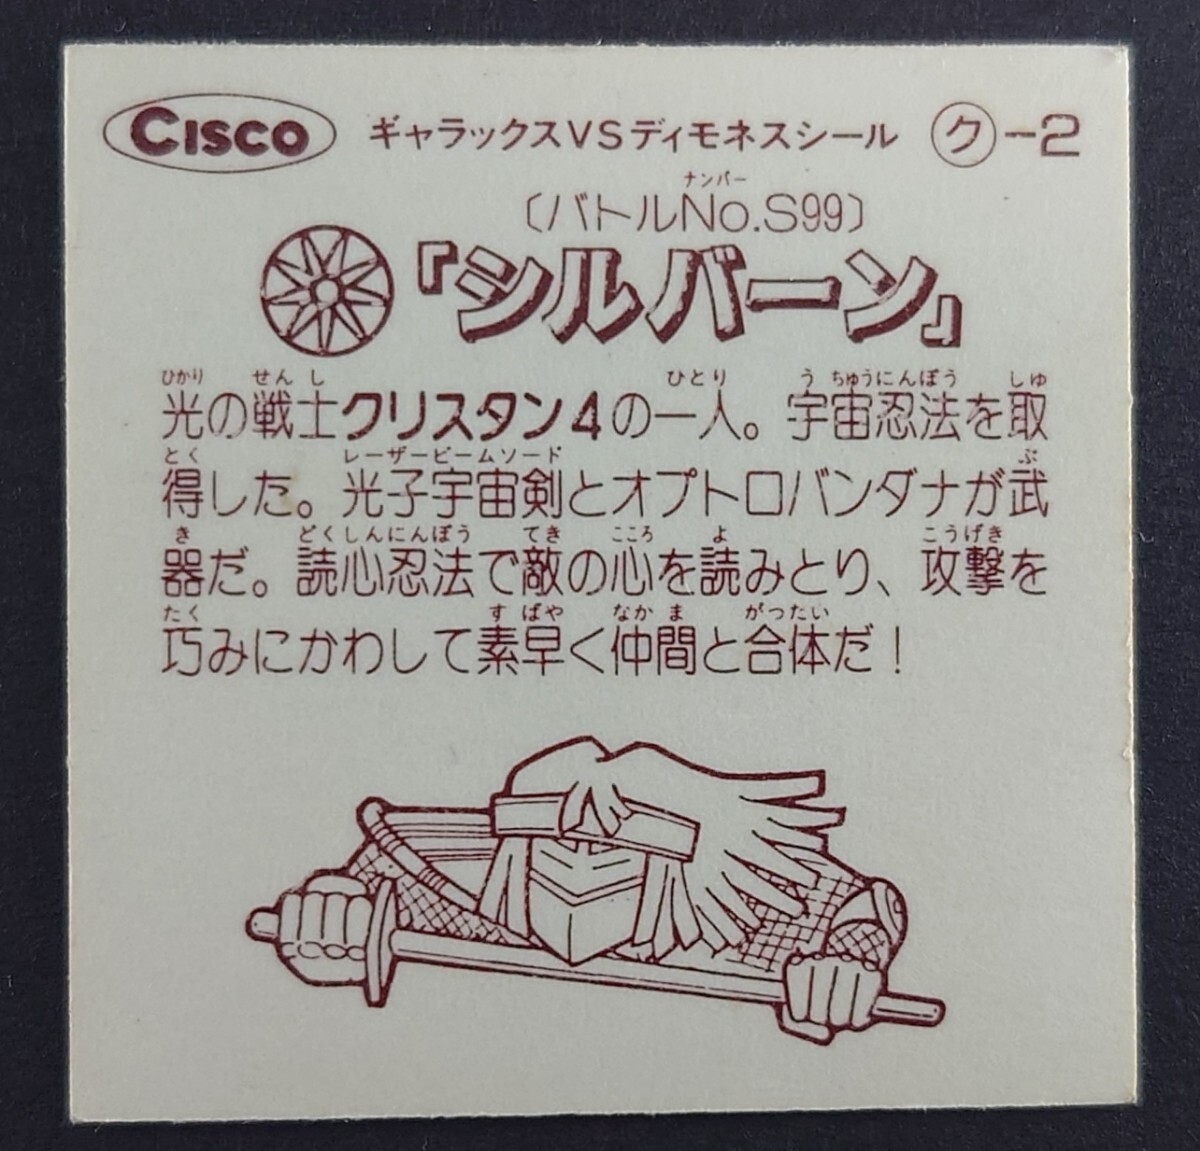 CISCO ギャラックスVSディモネスシール ク-2
ナンバー
〔バトルNo.S99〕
『シルバーン』
ひかり せんし ひとり うちゅうにんぽう しゅ
光の戦士クリスタン4の一人。宇宙忍法を取
とく レーザービームソード ぶ
得した。光子宇宙剣とオプトロバンダナが武
き どくしんにんぽう てき こころ よ こうげき
器だ。読心忍法で敵の心を読みとり、攻撃を
たく すばや なかま がったい
巧みにかわして素早く仲間と合体だ！